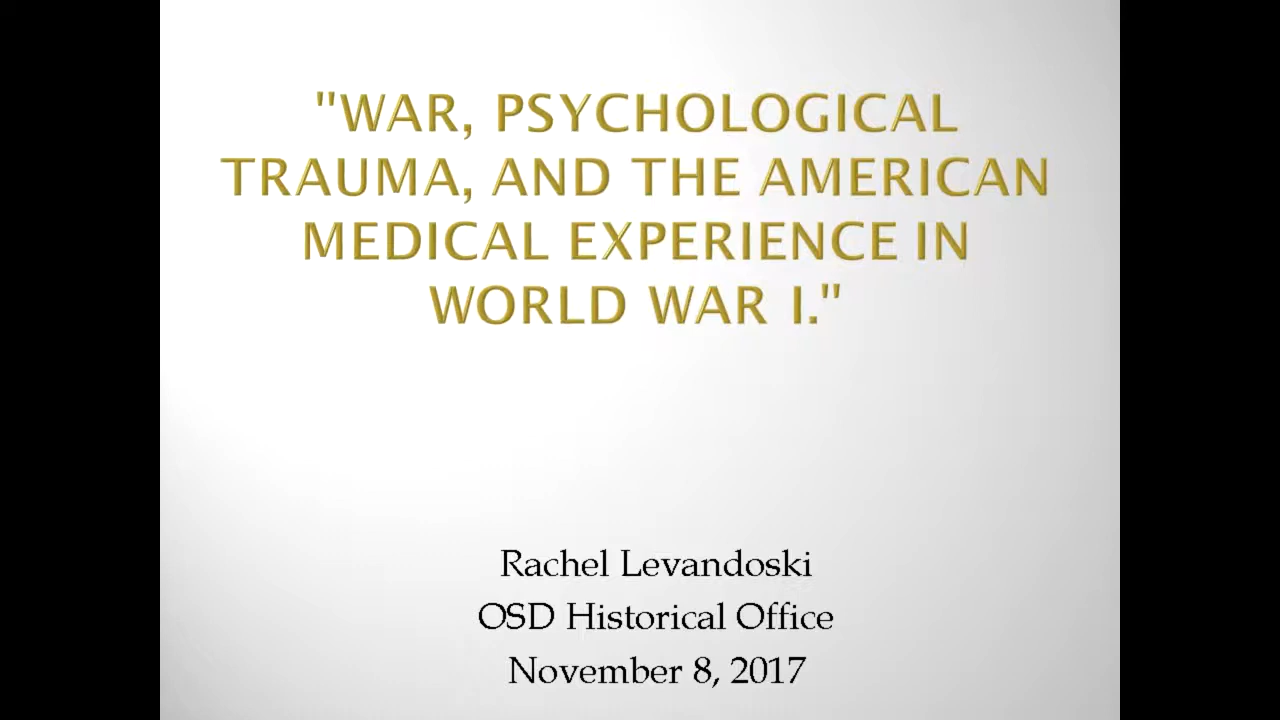 "WAR, PSYCHOLOGICAL
TRAUMA, AND THE AMERICAN
MEDICAL EXPERIENCE IN
WORLD WAR I."
Rachel Levandoski
OSD Historical Office
November 8, 2017